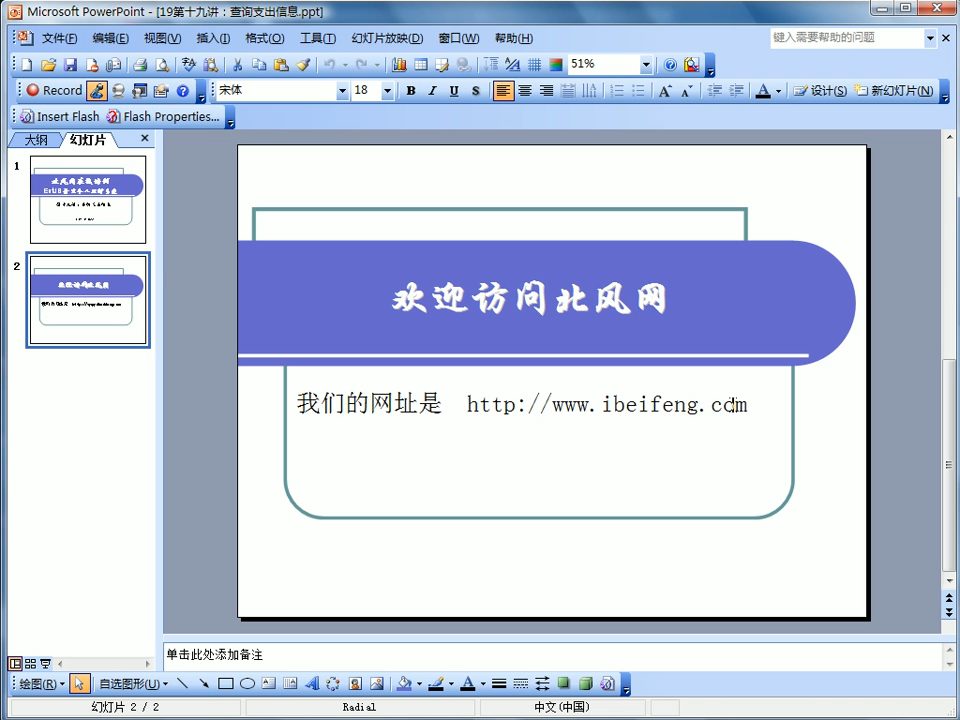 Microsoft PowerPoint - [19第十九讲：查询支出信息.ppt]
文件(F) 编辑(E) 视图(V) 插入(I) 格式(O) 工具(T) 幻灯片放映(D) 窗口(W) 帮助(H) 键入需要帮助的问题
51%
Record 宋体 18 B I U S A A A 设计(S) 新幻灯片(N)
Insert Flash Flash Properties...
大纲 幻灯片
1
2
欢迎访问北风网
我们的网址是 http://www.ibeifeng.com
单击此处添加备注
绘图(R) 自选图形(U)
幻灯片 2 / 2 Radial 中文(中国)